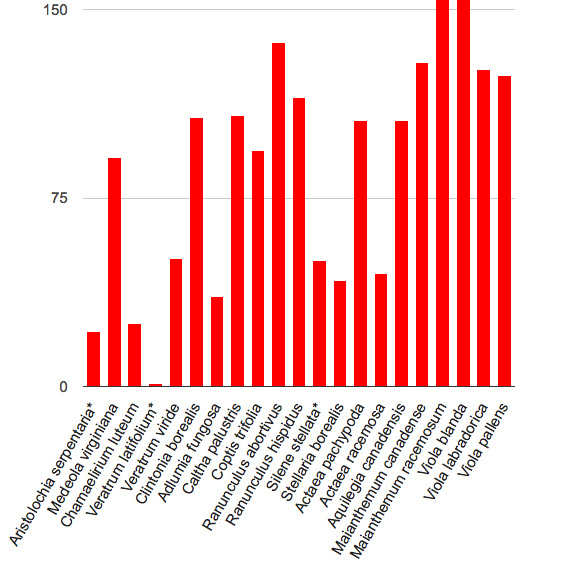 150
75
0
Aristolochia serpentaria*
Medeola virginiana
Chamaelirium luteum
Veratrum latifolium*
Veratrum viride
Clintonia borealis
Adlumia fungosa
Caltha palustris
Coptis trifolia
Ranunculus abortivus
Ranunculus hispidus
Silene stellata*
Stellaria borealis
Actaea pachypoda
Actaea racemosa
Aquilegia canadensis
Maianthemum canadense
Maianthemum racemosum
Viola blanda
Viola labradorica
Viola pallens